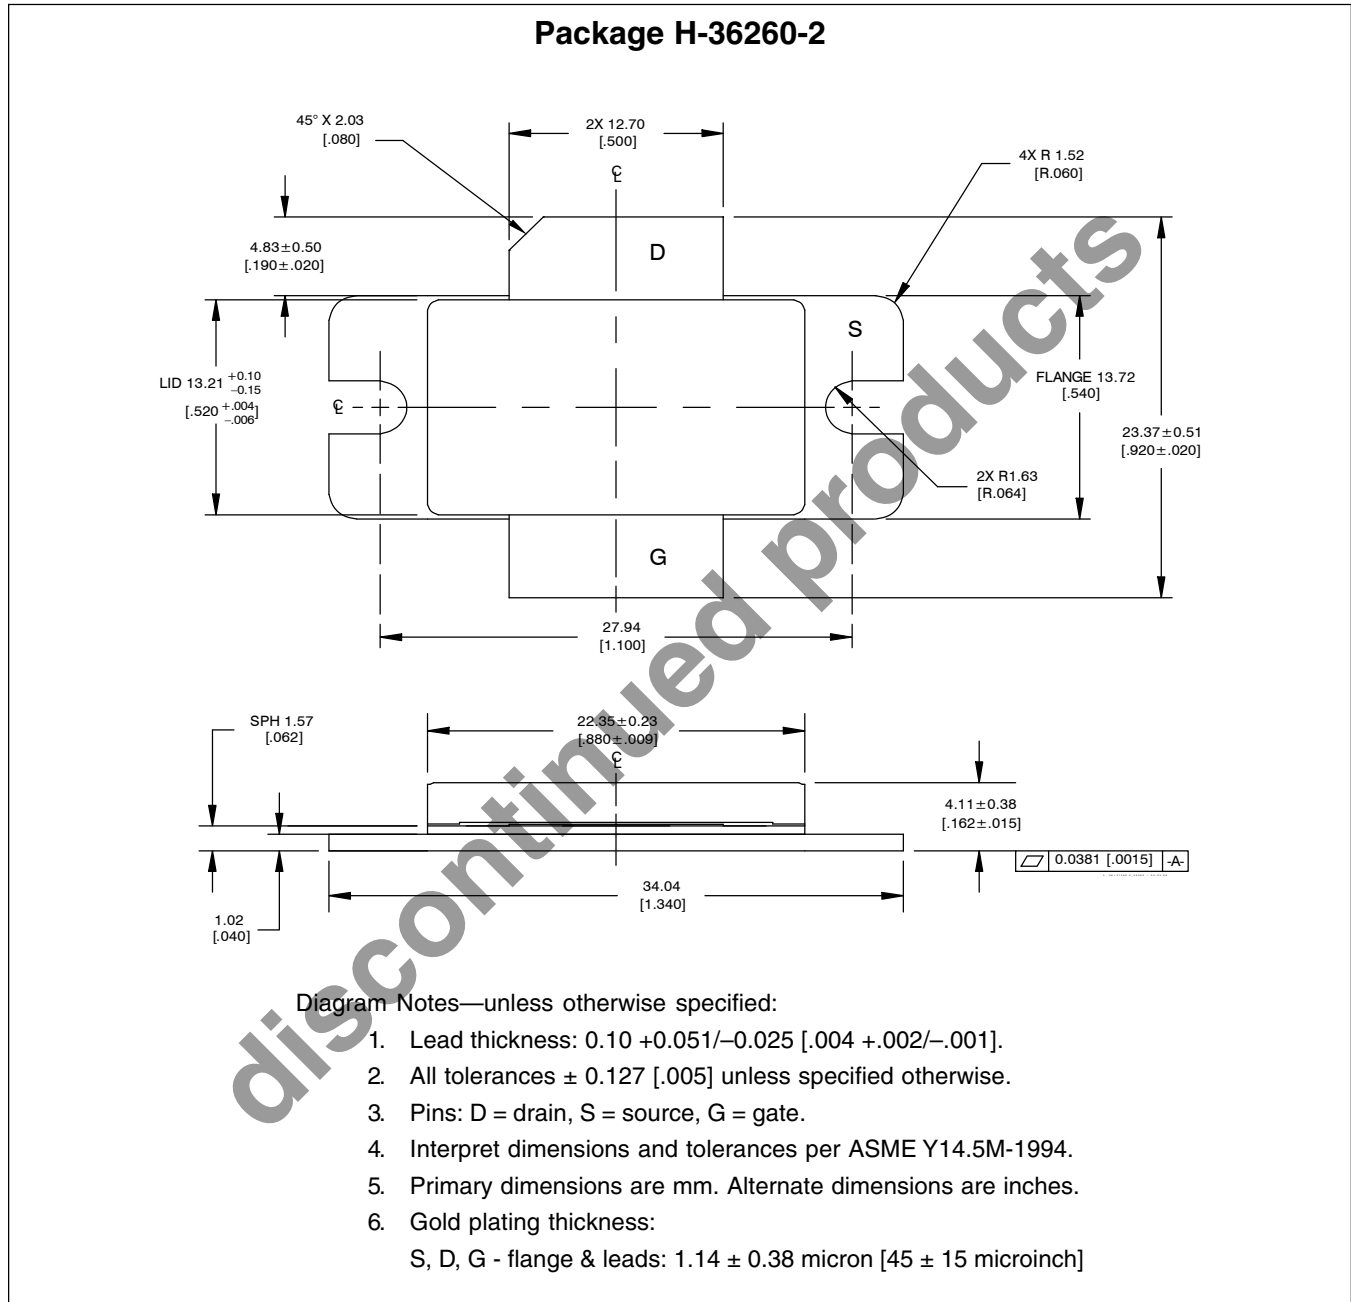 Package H-36260-2
45° X 2.03
[.080]
2X 12.70
[.500]
℄
4X R 1.52
[R.060]
4.83±0.50
[.190±.020]
D
S
LID 13.21 +0.10
–0.15
[.520 +.004
–.006]
℄
FLANGE 13.72
[.540]
23.37±0.51
[.920±.020]
2X R1.63
[R.064]
G
27.94
[1.100]
SPH 1.57
[.062]
22.35±0.23
[.880±.009]
℄
4.11±0.38
[.162±.015]
0.0381 [.0015] -A-
34.04
[1.340]
1.02
[.040]
discontinued products
Diagram Notes—unless otherwise specified:
1. Lead thickness: 0.10 +0.051/–0.025 [.004 +.002/–.001].
2. All tolerances ± 0.127 [.005] unless specified otherwise.
3. Pins: D = drain, S = source, G = gate.
4. Interpret dimensions and tolerances per ASME Y14.5M-1994.
5. Primary dimensions are mm. Alternate dimensions are inches.
6. Gold plating thickness:
S, D, G - flange & leads: 1.14 ± 0.38 micron [45 ± 15 microinch]